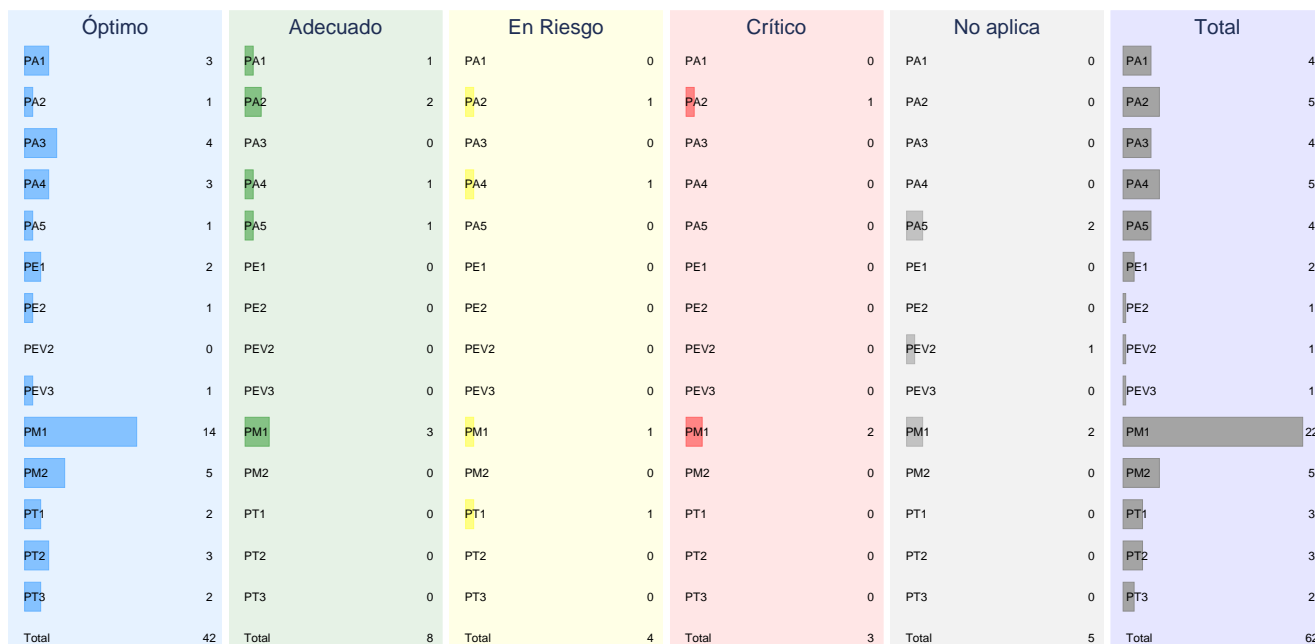 Óptimo Adecuado En Riesgo Crítico No aplica Total
PA1 3 PA1 1 PA1 0 PA1 0 PA1 0 PA1 4
PA2 1 PA2 2 PA2 1 PA2 1 PA2 0 PA2 5
PA3 4 PA3 0 PA3 0 PA3 0 PA3 0 PA3 4
PA4 3 PA4 1 PA4 1 PA4 0 PA4 0 PA4 5
PA5 1 PA5 1 PA5 0 PA5 0 PA5 2 PA5 4
PE1 2 PE1 0 PE1 0 PE1 0 PE1 0 PE1 2
PE2 1 PE2 0 PE2 0 PE2 0 PE2 0 PE2 1
PEV2 0 PEV2 0 PEV2 0 PEV2 0 PEV2 1 PEV2 1
PEV3 1 PEV3 0 PEV3 0 PEV3 0 PEV3 0 PEV3 1
PM1 14 PM1 3 PM1 1 PM1 2 PM1 2 PM1 22
PM2 5 PM2 0 PM2 0 PM2 0 PM2 0 PM2 5
PT1 2 PT1 0 PT1 1 PT1 0 PT1 0 PT1 3
PT2 3 PT2 0 PT2 0 PT2 0 PT2 0 PT2 3
PT3 2 PT3 0 PT3 0 PT3 0 PT3 0 PT3 2
Total 42 Total 8 Total 4 Total 3 Total 5 Total 62